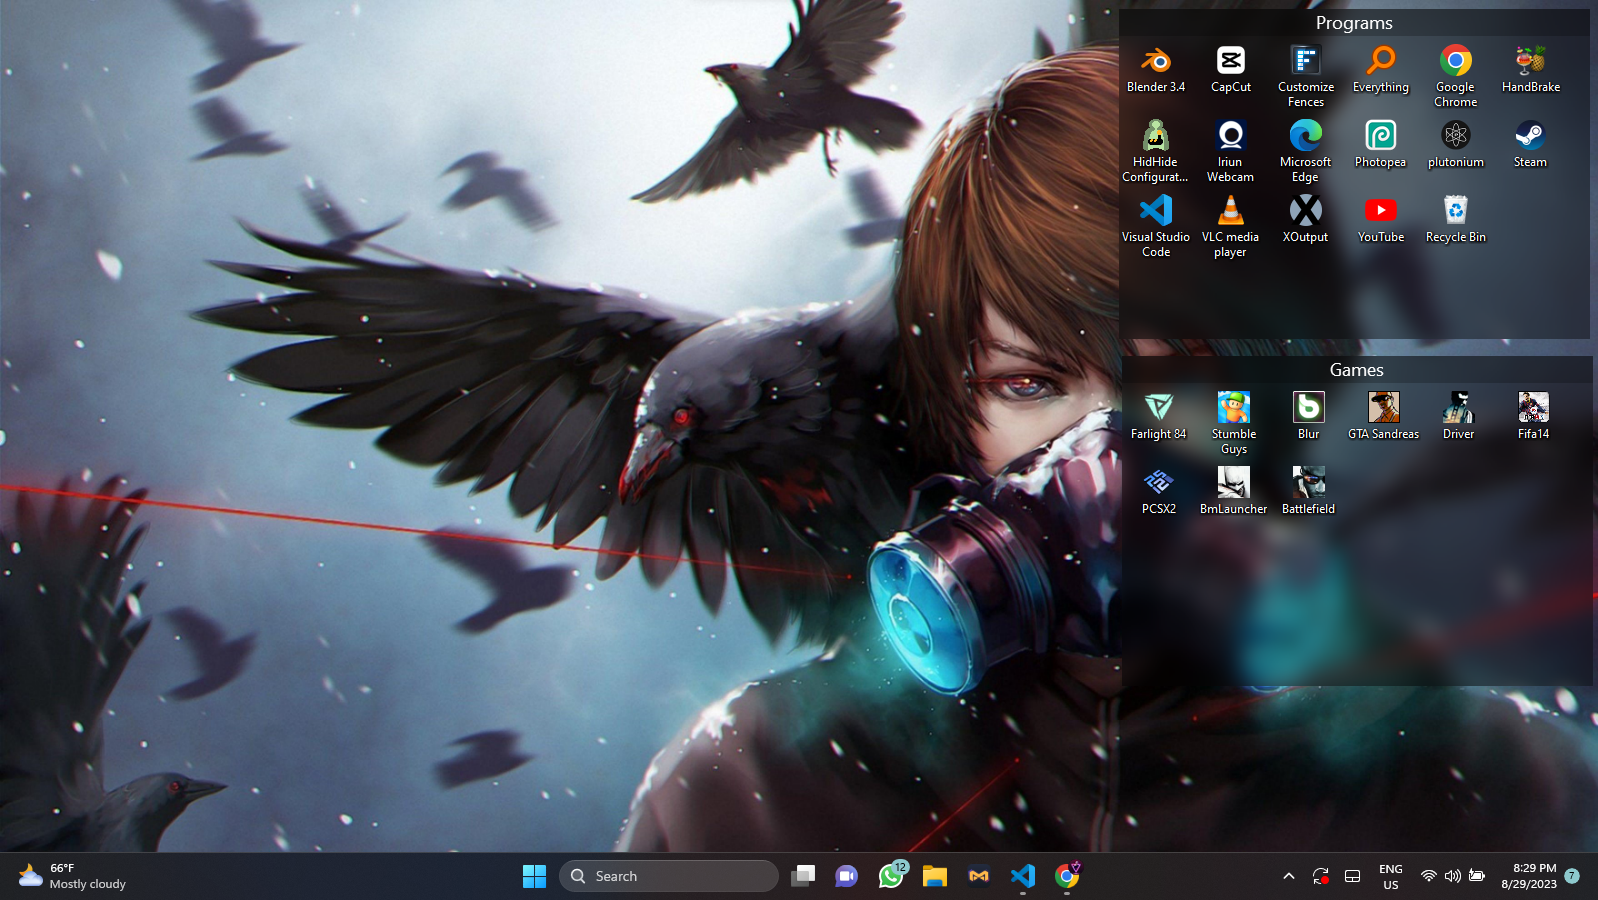 Programs
Blender 3.4
CapCut
Customize
Fences
Everything
Google
Chrome
HandBrake
HidHide
Configurat...
Iriun
Webcam
Microsoft
Edge
Photopea
plutonium
Steam
Visual Studio
Code
VLC media
player
XOutput
YouTube
Recycle Bin
Games
Farlight 84
Stumble
Guys
Blur
GTA Sandreas
Driver
Fifa14
PCSX2
BmLauncher
Battlefield
66°F
Mostly cloudy
Search
12
ENG
US
8:29 PM
8/29/2023
7